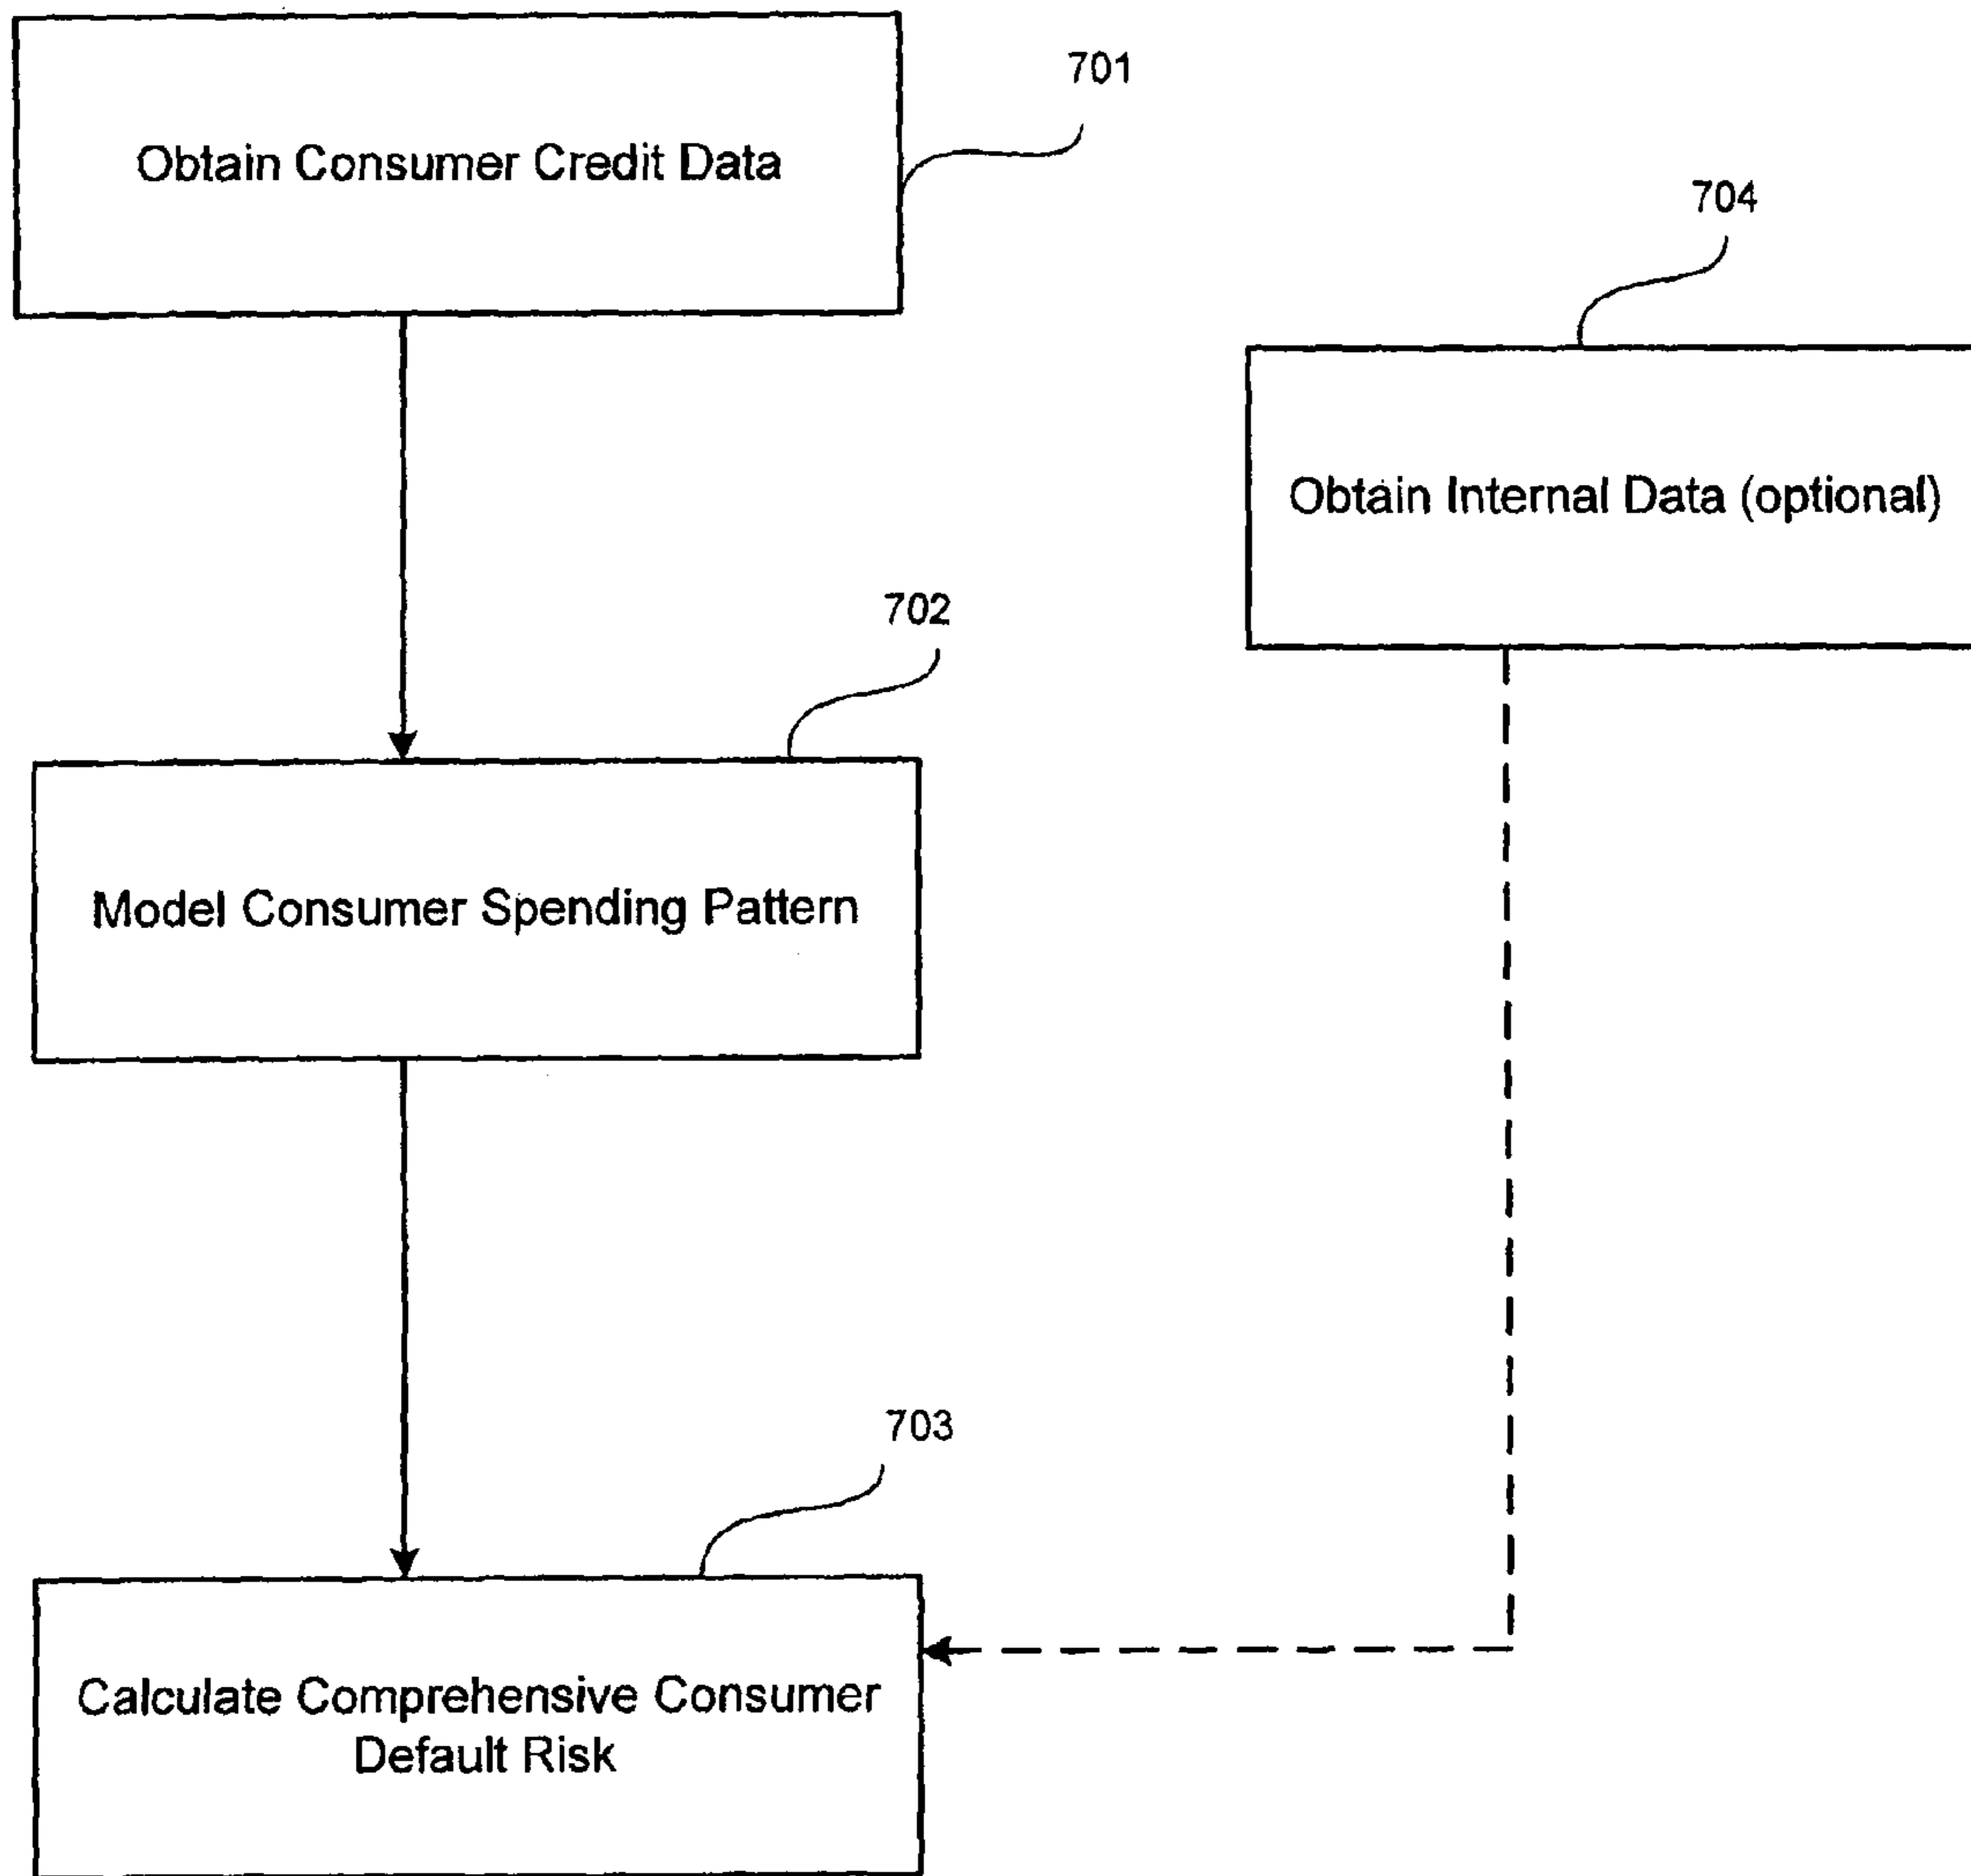 701
Obtain Consumer Credit Data
704
Obtain Internal Data (optional)
702
Model Consumer Spending Pattern
703
Calculate Comprehensive Consumer
Default Risk